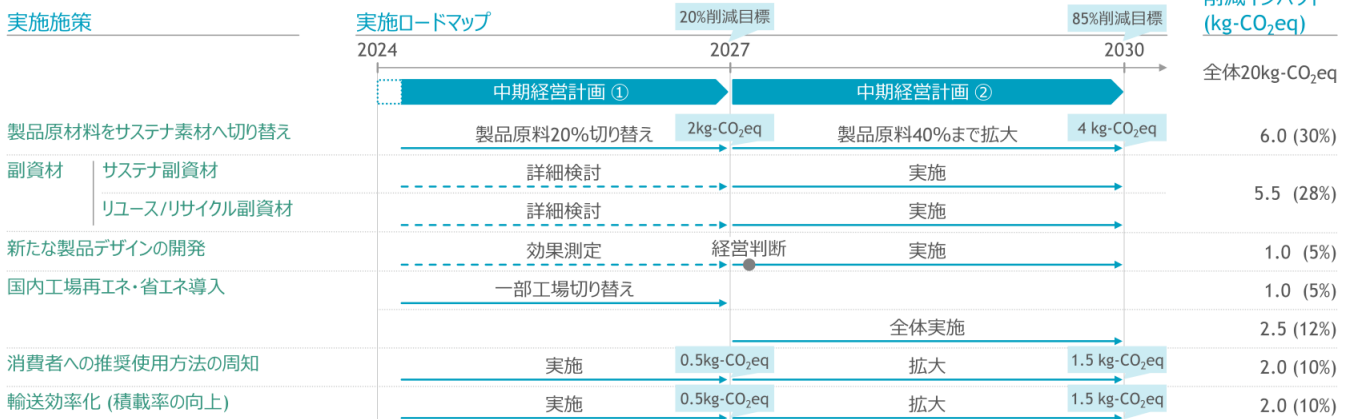 実施施策
実施ロードマップ
20%削減目標
85%削減目標
(kg-CO₂eq)
2024
2027
2030
全体20kg-CO₂eq
中期経営計画 ①
中期経営計画 ②
製品原材料をサステナ素材へ切り替え
製品原料20%切り替え
2kg-CO₂eq
製品原料40%まで拡大
4 kg-CO₂eq
6.0 (30%)
副資材
サステナ副資材
詳細検討
実施
5.5 (28%)
リユース/リサイクル副資材
詳細検討
実施
新たな製品デザインの開発
効果測定
経営判断
実施
1.0 (5%)
国内工場再エネ・省エネ導入
一部工場切り替え
1.0 (5%)
全体実施
2.5 (12%)
消費者への推奨使用方法の周知
実施
0.5kg-CO₂eq
拡大
1.5 kg-CO₂eq
2.0 (10%)
輸送効率化 (積載率の向上)
実施
0.5kg-CO₂eq
拡大
1.5 kg-CO₂eq
2.0 (10%)